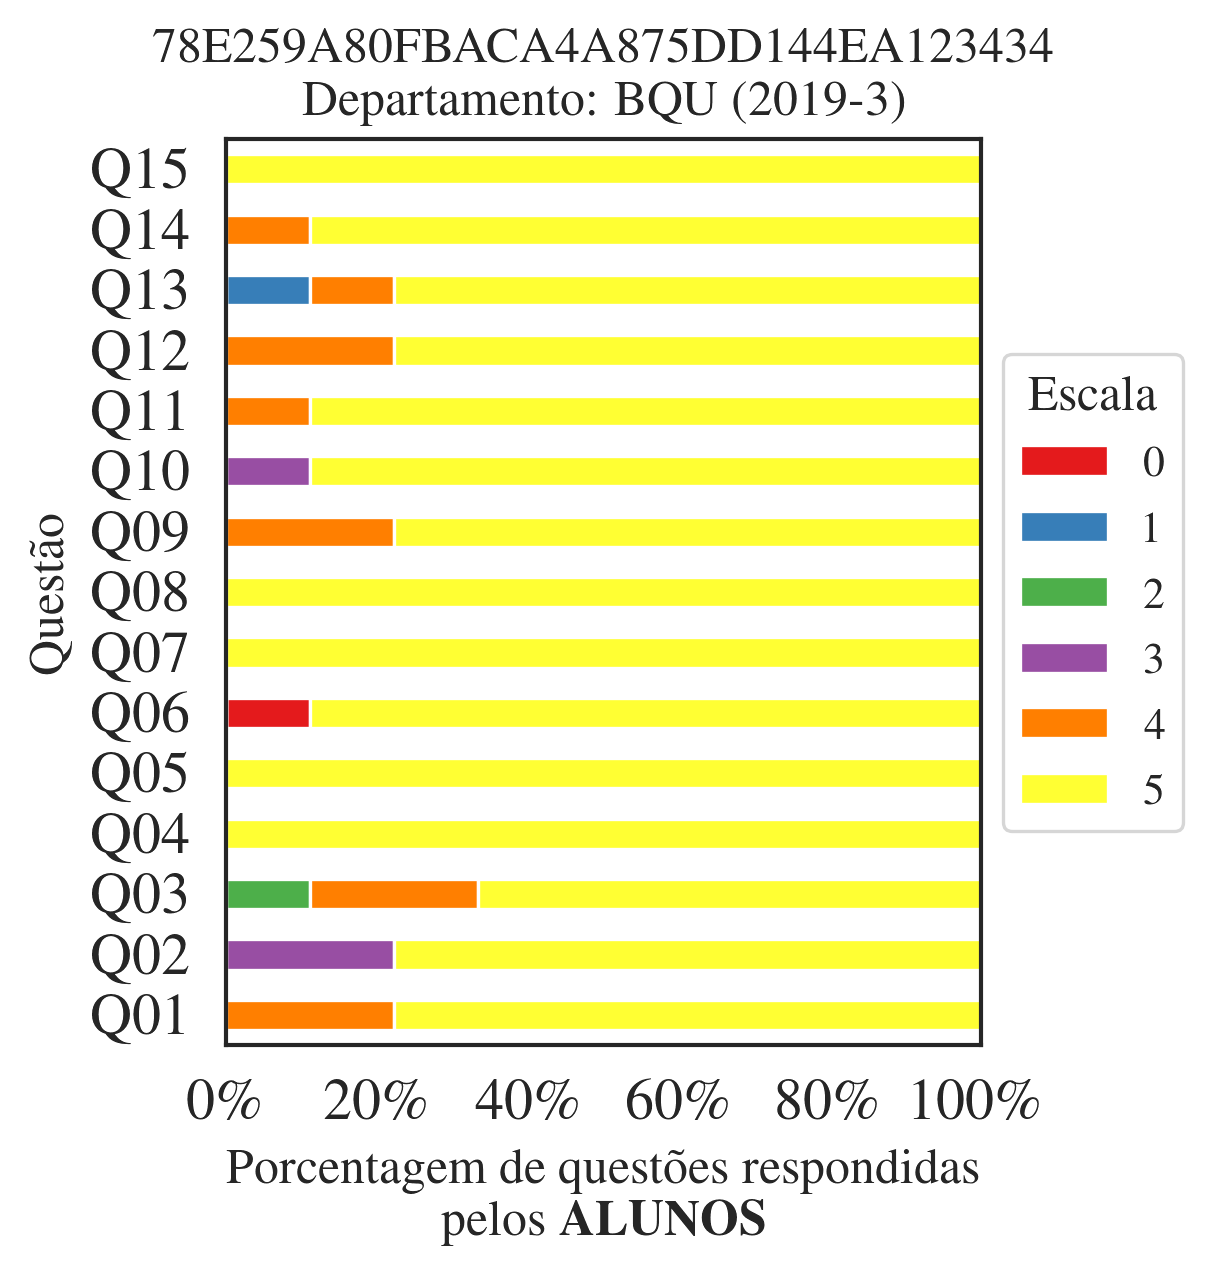 78E259A80FBACA4A875DD144EA123434
Departamento: BQU (2019-3)
Questão
Q15
Q14
Q13
Q12
Q11
Q10
Q09
Q08
Q07
Q06
Q05
Q04
Q03
Q02
Q01
0% 20% 40% 60% 80% 100%
Porcentagem de questões respondidas
pelos ALUNOS
Escala
0
1
2
3
4
5